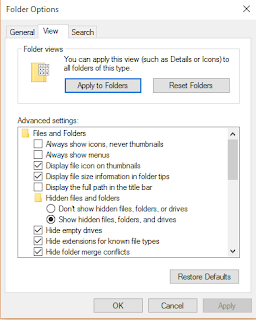 Folder Options
General View Search
Folder views
You can apply this view (such as Details or Icons) to
all folders of this type.
Apply to Folders Reset Folders
Advanced settings:
Files and Folders
Always show icons, never thumbnails
Always show menus
Display file icon on thumbnails
Display file size information in folder tips
Display the full path in the title bar
Hidden files and folders
Don't show hidden files, folders, or drives
Show hidden files, folders, and drives
Hide empty drives
Hide extensions for known file types
Hide folder merge conflicts
Restore Defaults
OK Cancel Apply